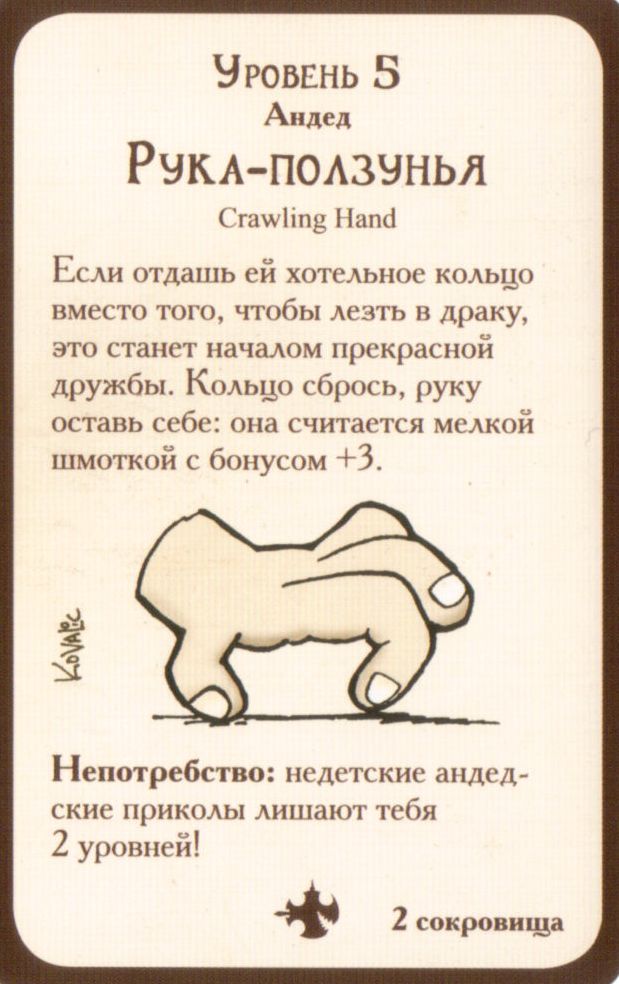 Уровень 5
Андед
Рука-ползунья
Crawling Hand
Если отдашь ей хотельное кольцо
вместо того, чтобы лезть в драку,
это станет началом прекрасной
дружбы. Кольцо сбрось, руку
оставь себе: она считается мелкой
шмоткой с бонусом +3.
KOVALIC
Непотребство: недетские андед-
ские приколы лишают тебя
2 уровней!
2 сокровища